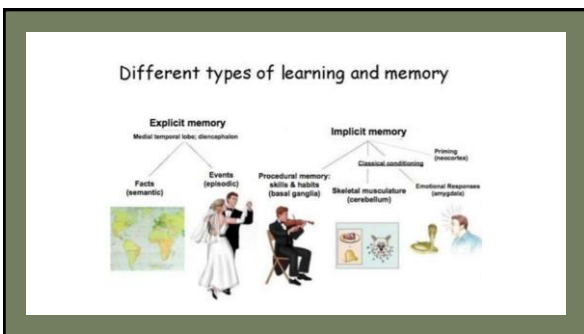 Different types of learning and memory
Explicit memory
Medial temporal lobe; diencephalon
Facts
(semantic)
Events
(episodic)
Implicit memory
Procedural memory:
skills & habits
(basal ganglia)
Classical conditioning
Skeletal musculature
(cerebellum)
Emotional Responses
(amygdala)
Priming
(neocortex)